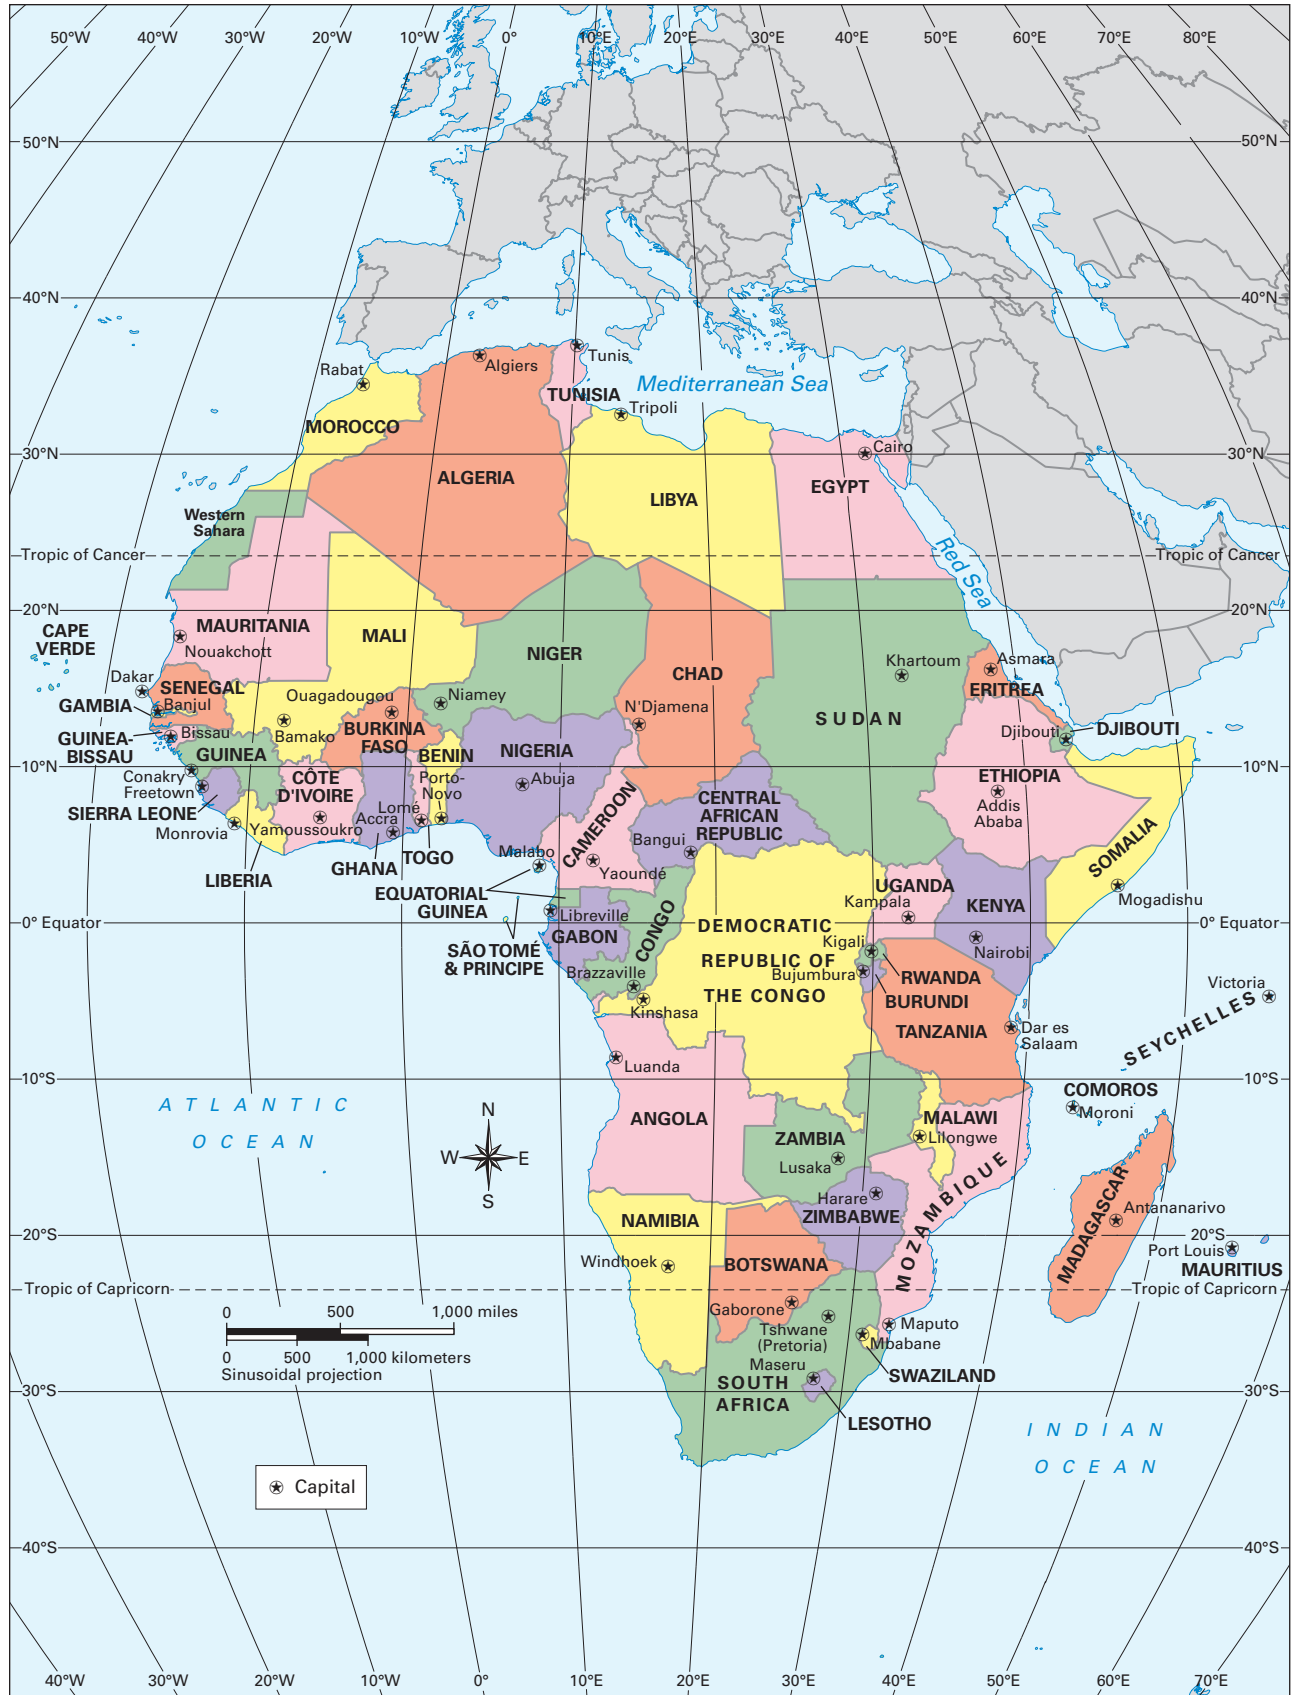 50°W 40°W 30°W 20°W 10°W 0° 10°E 20°E 30°E 40°E 50°E 60°E 70°E 80°E
50°N 50°N
40°N 40°N
Tunis
Rabat
Algiers
Mediterranean Sea
TUNISIA
Tripoli
MOROCCO
Cairo
30°N 30°N
ALGERIA
EGYPT
LIBYA
Western
Sahara
Red Sea
Tropic of Cancer Tropic of Cancer
20°N 20°N
CAPE
VERDE
MAURITANIA
MALI
Nouakchott
NIGER
Khartoum
Asmara
Dakar
CHAD
SENEGAL
ERITREA
Ouagadougou
Niamey
GAMBIA
Banjul
N'Djamena
SUDAN
BURKINA
FASO
Djibouti
DJIBOUTI
GUINEA-
BISSAU
Bissau
Bamako
GUINEA
BENIN
NIGERIA
10°N 10°N
Conakry
Freetown
CÔTE
D'IVOIRE
Porto-
Novo
Abuja
ETHIOPIA
Addis
Ababa
CENTRAL
AFRICAN
REPUBLIC
SIERRA LEONE
Lomé
Accra
CAMEROON
Monrovia
Yamoussoukro
Bangui
SOMALIA
Malabo
GHANA
TOGO
Yaoundé
LIBERIA
EQUATORIAL
GUINEA
UGANDA
Kampala
KENYA
Mogadishu
Libreville
0° Equator 0° Equator
CONGO
DEMOCRATIC
REPUBLIC OF
THE CONGO
GABON
SÃO TOMÉ
& PRINCIPE
Kigali
Nairobi
Brazzaville
Bujumbura
RWANDA
BURUNDI
Victoria
SEYCHELLES
Kinshasa
TANZANIA
Dar es
Salaam
Luanda
10°S 10°S
COMOROS
Moroni
ATLANTIC
OCEAN
N
W E
S
ANGOLA
MALAWI
ZAMBIA
Lilongwe
Lusaka
MOZAMBIQUE
Harare
ZIMBABWE
MADAGASCAR
Antananarivo
NAMIBIA
20°S 20°S
Port Louis
MAURITIUS
Windhoek
BOTSWANA
Tropic of Capricorn Tropic of Capricorn
0 500 1,000 miles
0 500 1,000 kilometers
Sinusoidal projection
Gaborone
Tshwane
(Pretoria)
Maputo
Mbabane
Maseru
SWAZILAND
SOUTH
AFRICA
30°S 30°S
LESOTHO
INDIAN
OCEAN
Capital
40°S 40°S
40°W 30°W 20°W 10°W 0° 10°E 20°E 30°E 40°E 50°E 60°E 70°E